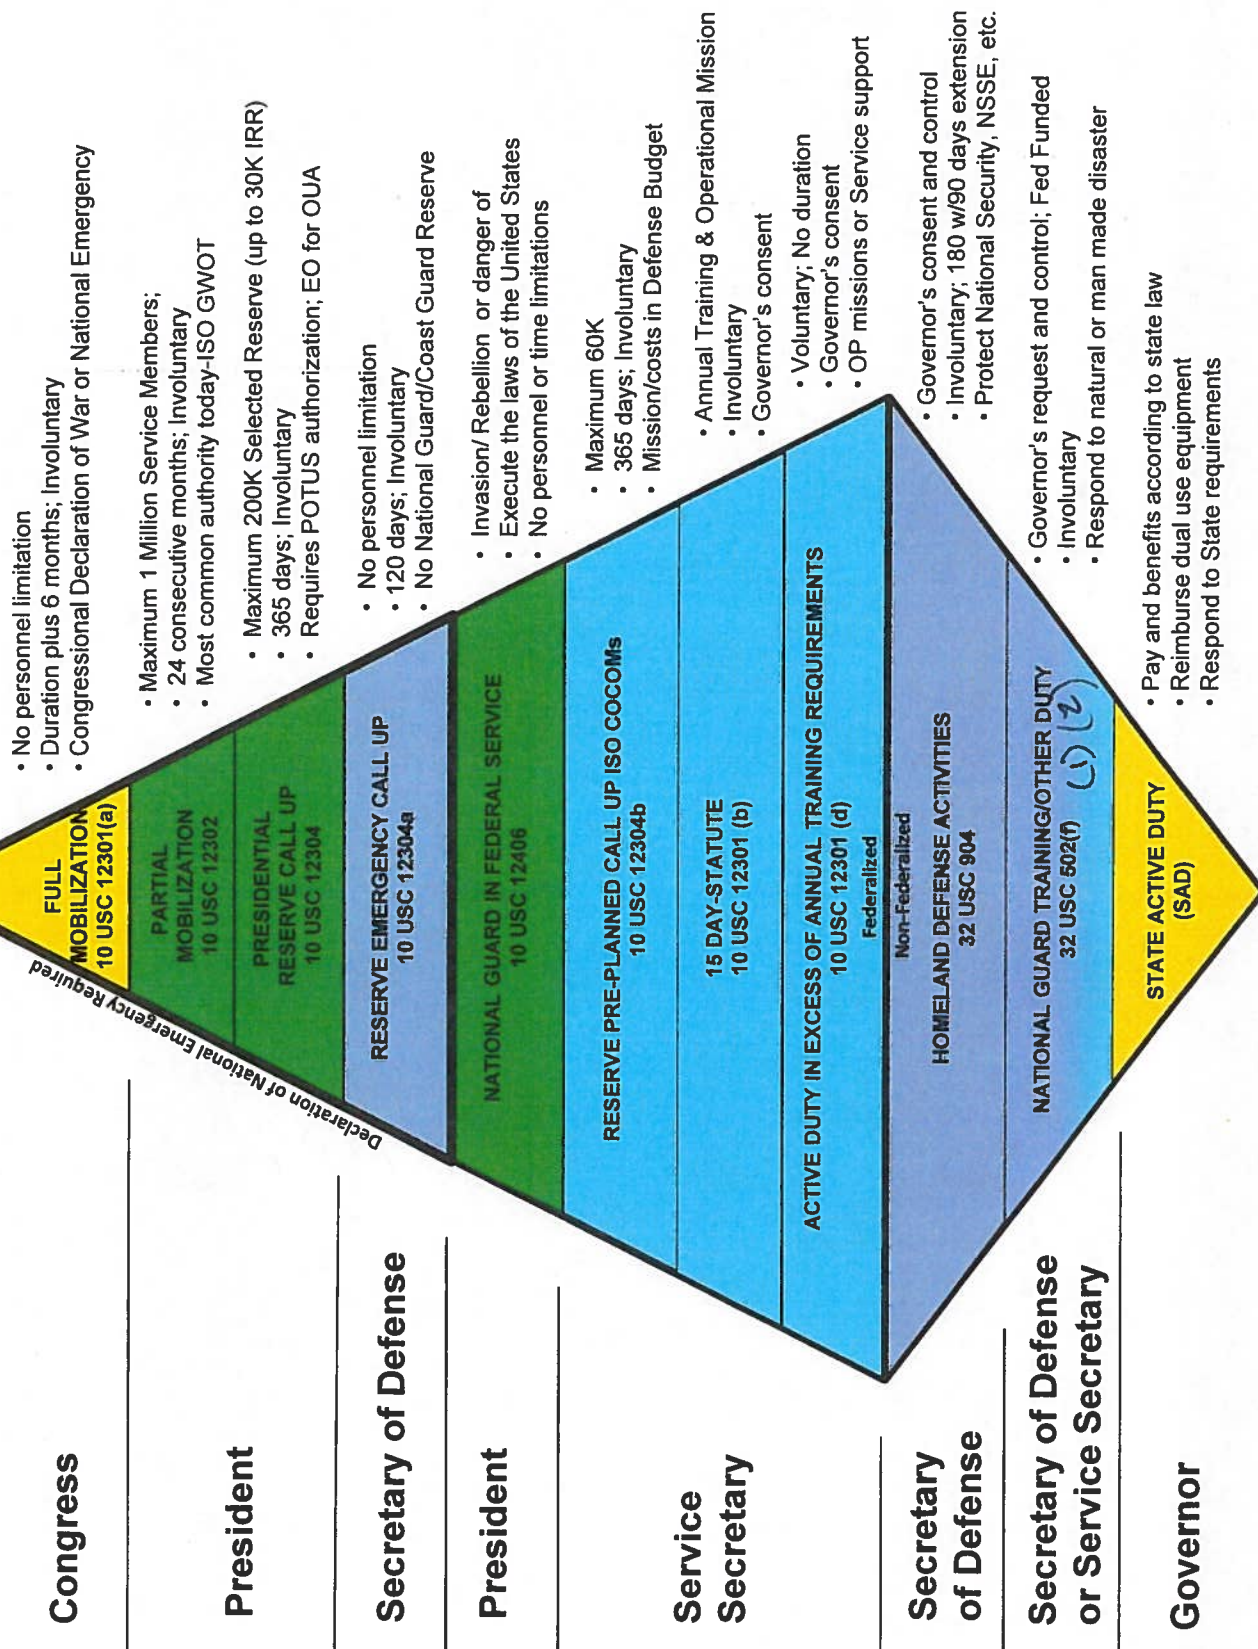 Congress
FULL
MOBILIZATION
10 USC 12301(a)
• No personnel limitation
• Duration plus 6 months; Involuntary
• Congressional Declaration of War or National Emergency
Declaration of National Emergency Required
President
PARTIAL
MOBILIZATION
10 USC 12302
• Maximum 1 Million Service Members;
• 24 consecutive months; Involuntary
• Most common authority today-ISO GWOT
PRESIDENTIAL
RESERVE CALL UP
10 USC 12304
• Maximum 200K Selected Reserve (up to 30K IRR)
• 365 days; Involuntary
• Requires POTUS authorization; EO for OUA
Secretary of Defense
RESERVE EMERGENCY CALL UP
10 USC 12304a
• No personnel limitation
• 120 days; Involuntary
• No National Guard/Coast Guard Reserve
President
NATIONAL GUARD IN FEDERAL SERVICE
10 USC 12406
• Invasion/ Rebellion or danger of
• Execute the laws of the United States
• No personnel or time limitations
Service
Secretary
RESERVE PRE-PLANNED CALL UP ISO COCOMs
10 USC 12304b
• Maximum 60K
• 365 days; Involuntary
• Mission/costs in Defense Budget
15 DAY-STATUTE
10 USC 12301 (b)
• Annual Training & Operational Mission
• Involuntary
• Governor's consent
ACTIVE DUTY IN EXCESS OF ANNUAL TRAINING REQUIREMENTS
10 USC 12301 (d)
• Voluntary; No duration
• Governor's consent
• OP missions or Service support
Federalized
Non-Federalized
Secretary
of Defense
HOMELAND DEFENSE ACTIVITIES
32 USC 904
• Governor's consent and control
• Involuntary; 180 w/90 days extension
• Protect National Security, NSSE, etc.
Secretary of Defense
or Service Secretary
NATIONAL GUARD TRAINING/OTHER DUTY
32 USC 502(f) (1) (2)
• Governor's request and control; Fed Funded
• Involuntary
• Respond to natural or man made disaster
Governor
STATE ACTIVE DUTY
(SAD)
• Pay and benefits according to state law
• Reimburse dual use equipment
• Respond to State requirements